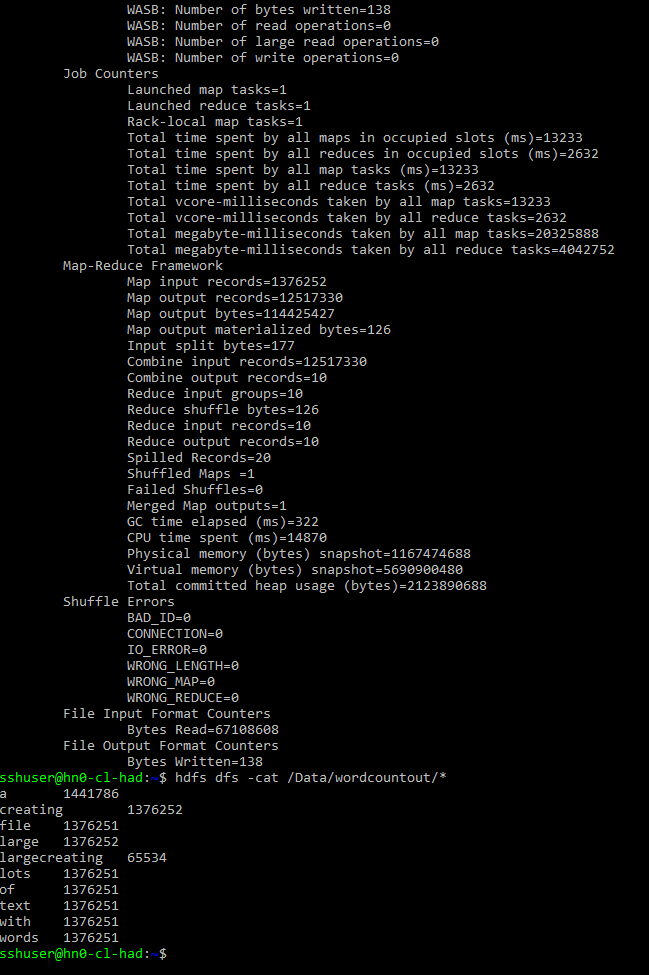 WASB: Number of bytes written=138
WASB: Number of read operations=0
WASB: Number of large read operations=0
WASB: Number of write operations=0
Job Counters
Launched map tasks=1
Launched reduce tasks=1
Rack-local map tasks=1
Total time spent by all maps in occupied slots (ms)=13233
Total time spent by all reduces in occupied slots (ms)=2632
Total time spent by all map tasks (ms)=13233
Total time spent by all reduce tasks (ms)=2632
Total vcore-milliseconds taken by all map tasks=13233
Total vcore-milliseconds taken by all reduce tasks=2632
Total megabyte-milliseconds taken by all map tasks=20325888
Total megabyte-milliseconds taken by all reduce tasks=4042752
Map-Reduce Framework
Map input records=1376252
Map output records=12517330
Map output bytes=114425427
Map output materialized bytes=126
Input split bytes=177
Combine input records=12517330
Combine output records=10
Reduce input groups=10
Reduce shuffle bytes=126
Reduce input records=10
Reduce output records=10
Spilled Records=20
Shuffled Maps =1
Failed Shuffles=0
Merged Map outputs=1
GC time elapsed (ms)=322
CPU time spent (ms)=14870
Physical memory (bytes) snapshot=1167474688
Virtual memory (bytes) snapshot=5690900480
Total committed heap usage (bytes)=2123890688
Shuffle Errors
BAD_ID=0
CONNECTION=0
IO_ERROR=0
WRONG_LENGTH=0
WRONG_MAP=0
WRONG_REDUCE=0
File Input Format Counters
Bytes Read=67108608
File Output Format Counters
Bytes Written=138
sshuser@hn0-cl-had:~$ hdfs dfs -cat /Data/wordcountout/*
a 1441786
creating 1376252
file 1376251
large 1376252
largecreating 65534
lots 1376251
of 1376251
text 1376251
with 1376251
words 1376251
sshuser@hn0-cl-had:~$